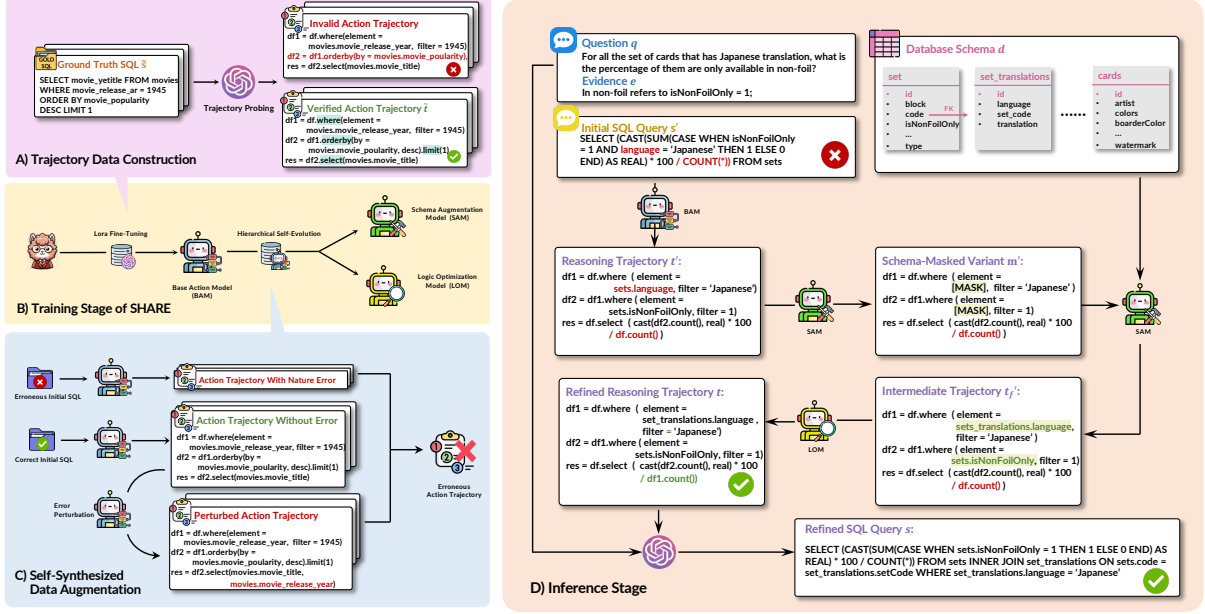 GOLD
SQL
Ground Truth SQL ŝ
SELECT movie_yetitle FROM movies
WHERE movie_release_ar = 1945
ORDER BY movie_popularity
DESC LIMIT 1
Trajectory Probing
Invalid Action Trajectory
df1 = df.where(element =
movies.movie_release_year, filter = 1945)
df2 = df1.orderby(by = movies.movie_poularity),
res = df2.select(movies.movie_title)
Verified Action Trajectory t̂
df1 = df.where(element =
movies.movie_release_year, filter = 1945)
df2 = df1.orderby(by =
movies.movie_poularity, desc).limit(1)
res = df2.select(movies.movie_title)
A) Trajectory Data Construction
Lora Fine-Tuning
Base Action Model
(BAM)
Hierarchical Self-Evolution
Schema Augmentation
Model (SAM)
Logic Optimization
Model (LOM)
B) Training Stage of SHARE
Erroneous Initial SQL
Action Trajectory With Nature Error
Correct Initial SQL
Action Trajectory Without Error
df1 = df.where(element =
movies.movie_release_year, filter = 1945)
df2 = df1.orderby(by =
movies.movie_poularity, desc).limit(1)
res = df2.select(movies.movie_title)
Error
Perturbation
Perturbed Action Trajectory
df1 = df.where(element =
movies.movie_release_year, filter = 1945)
df2 = df1.orderby(by =
movies.movie_poularity, desc).limit(1)
res = df2.select(movies.movie_title,
movies.movie_release_year)
Erroneous
Action Trajectory
C) Self-Synthesized
Data Augmentation
Question q
For all the set of cards that has Japanese translation, what is
the percentage of them are only available in non-foil?
Evidence e
In non-foil refers to isNonFoilOnly = 1;
Initial SQL Query s'
SELECT (CAST(SUM(CASE WHEN isNonFoilOnly
= 1 AND language = 'Japanese' THEN 1 ELSE 0
END) AS REAL) * 100 / COUNT(*)) FROM sets
Database Schema d
set
• id
• block
• code
• isNonFoilOnly
• ...
• type
FK
set_translations
• id
• language
• set_code
• translation
......
cards
• id
• artist
• colors
• boarderColor
• ...
• watermark
BAM
Reasoning Trajectory t':
df1 = df.where ( element =
sets.language, filter = 'Japanese')
df2 = df1.where ( element =
sets.isNonFoilOnly, filter = 1)
res = df.select ( cast(df2.count(), real) * 100
/ df.count() )
SAM
Schema-Masked Variant m':
df1 = df.where ( element =
[MASK], filter = 'Japanese' )
df2 = df1.where ( element =
[MASK], filter = 1)
res = df.select ( cast(df2.count(), real) * 100
/ df.count() )
SAM
Refined Reasoning Trajectory t:
df1 = df.where ( element =
set_translations.language ,
filter = 'Japanese')
df2 = df1.where ( element =
sets.isNonFoilOnly, filter = 1)
res = df.select ( cast(df2.count(), real) * 100
/ df1.count())
LOM
Intermediate Trajectory tf':
df1 = df.where ( element =
sets_translations.language,
filter = 'Japanese' )
df2 = df1.where ( element =
sets.isNonFoilOnly, filter = 1)
res = df.select ( cast(df2.count(), real) * 100
/ df.count() )
Refined SQL Query s:
SELECT (CAST(SUM(CASE WHEN sets.isNonFoilOnly = 1 THEN 1 ELSE 0 END) AS
REAL) * 100 / COUNT(*)) FROM sets INNER JOIN set_translations ON sets.code =
set_translations.setCode WHERE set_translations.language = 'Japanese'
D) Inference Stage